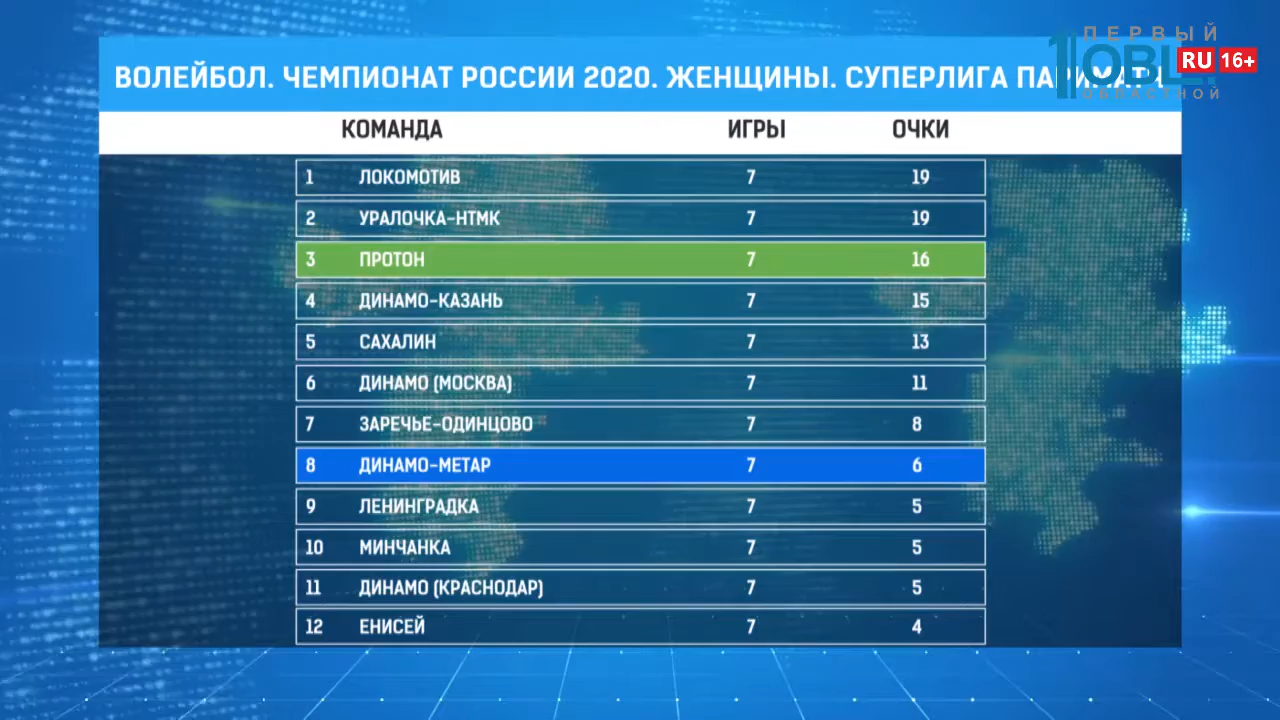 ПЕРВЫЙ
1OBL.
RU 16+
ОБЛАСТНОЙ
ВОЛЕЙБОЛ. ЧЕМПИОНАТ РОССИИ 2020. ЖЕНЩИНЫ. СУПЕРЛИГА ПАРИМАТЧ
КОМАНДА ИГРЫ ОЧКИ
1 ЛОКОМОТИВ 7 19
2 УРАЛОЧКА-НТМК 7 19
3 ПРОТОН 7 16
4 ДИНАМО-КАЗАНЬ 7 15
5 САХАЛИН 7 13
6 ДИНАМО (МОСКВА) 7 11
7 ЗАРЕЧЬЕ-ОДИНЦОВО 7 8
8 ДИНАМО-МЕТАР 7 6
9 ЛЕНИНГРАДКА 7 5
10 МИНЧАНКА 7 5
11 ДИНАМО (КРАСНОДАР) 7 5
12 ЕНИСЕЙ 7 4